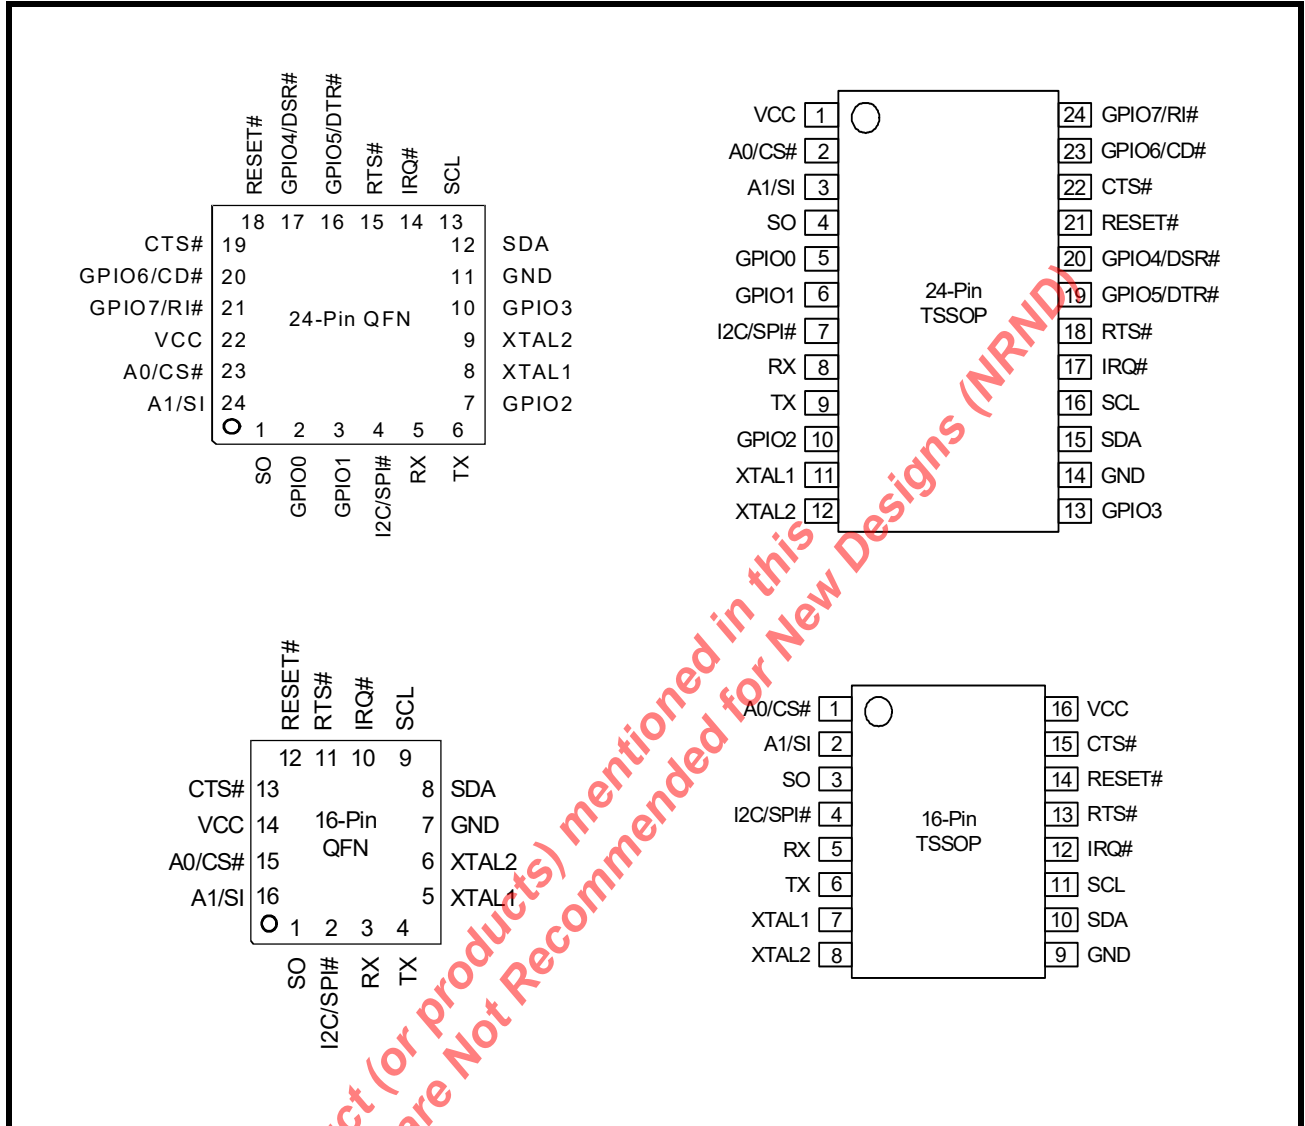 RESET#
GPIO4/DSR#
GPIO5/DTR#
RTS#
IRQ#
SCL
18 17 16 15 14 13
CTS# 19
GPIO6/CD# 20
GPIO7/RI# 21
VCC 22
A0/CS# 23
A1/SI 24
24-Pin QFN
12 SDA
11 GND
10 GPIO3
9 XTAL2
8 XTAL1
7 GPIO2
1 2 3 4 5 6
SO
GPIO0
GPIO1
I2C/SPI#
RX
TX
VCC 1
A0/CS# 2
A1/SI 3
SO 4
GPIO0 5
GPIO1 6
I2C/SPI# 7
RX 8
TX 9
GPIO2 10
XTAL1 11
XTAL2 12
24-Pin
TSSOP
24 GPIO7/RI#
23 GPIO6/CD#
22 CTS#
21 RESET#
20 GPIO4/DSR#
19 GPIO5/DTR#
18 RTS#
17 IRQ#
16 SCL
15 SDA
14 GND
13 GPIO3
RESET#
RTS#
IRQ#
SCL
12 11 10 9
CTS# 13
VCC 14
A0/CS# 15
A1/SI 16
16-Pin
QFN
8 SDA
7 GND
6 XTAL2
5 XTAL1
1 2 3 4
SO
I2C/SPI#
RX
TX
A0/CS# 1
A1/SI 2
SO 3
I2C/SPI# 4
RX 5
TX 6
XTAL1 7
XTAL2 8
16-Pin
TSSOP
16 VCC
15 CTS#
14 RESET#
13 RTS#
12 IRQ#
11 SCL
10 SDA
9 GND
(or products) mentioned in this
are Not Recommended for New Designs (NRND)